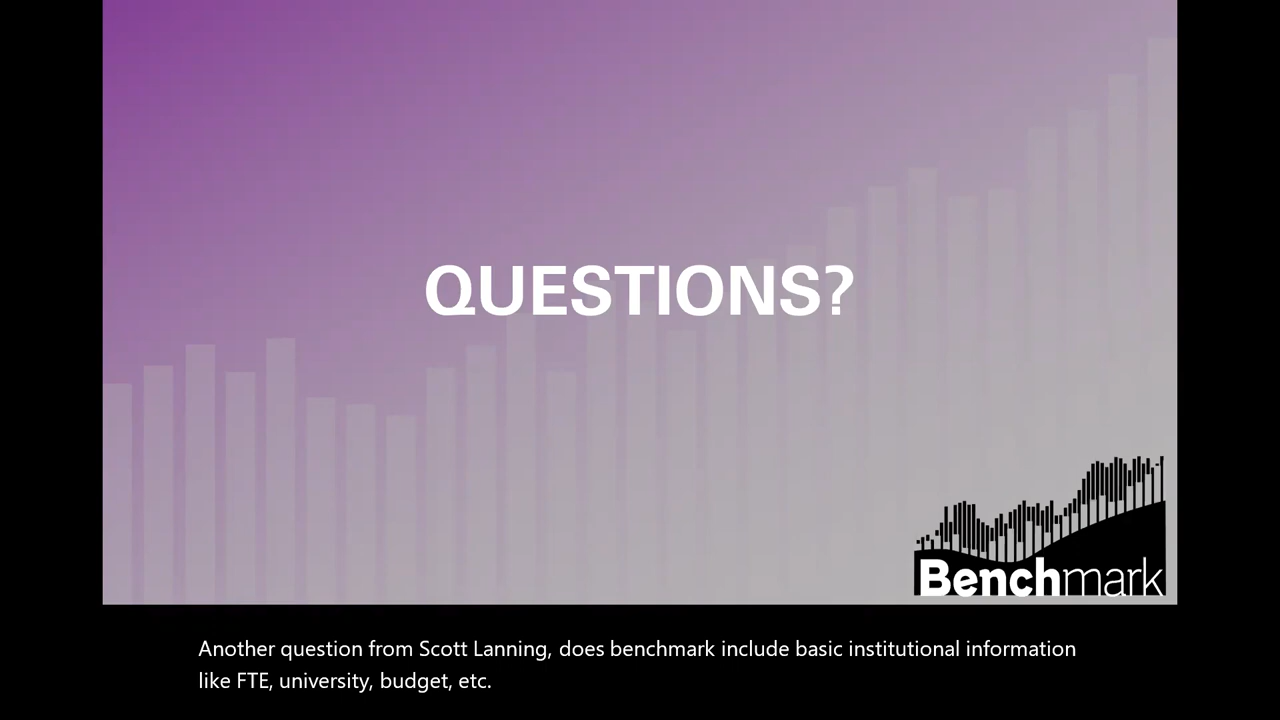 QUESTIONS?
Benchmark
Another question from Scott Lanning, does benchmark include basic institutional information
like FTE, university, budget, etc.